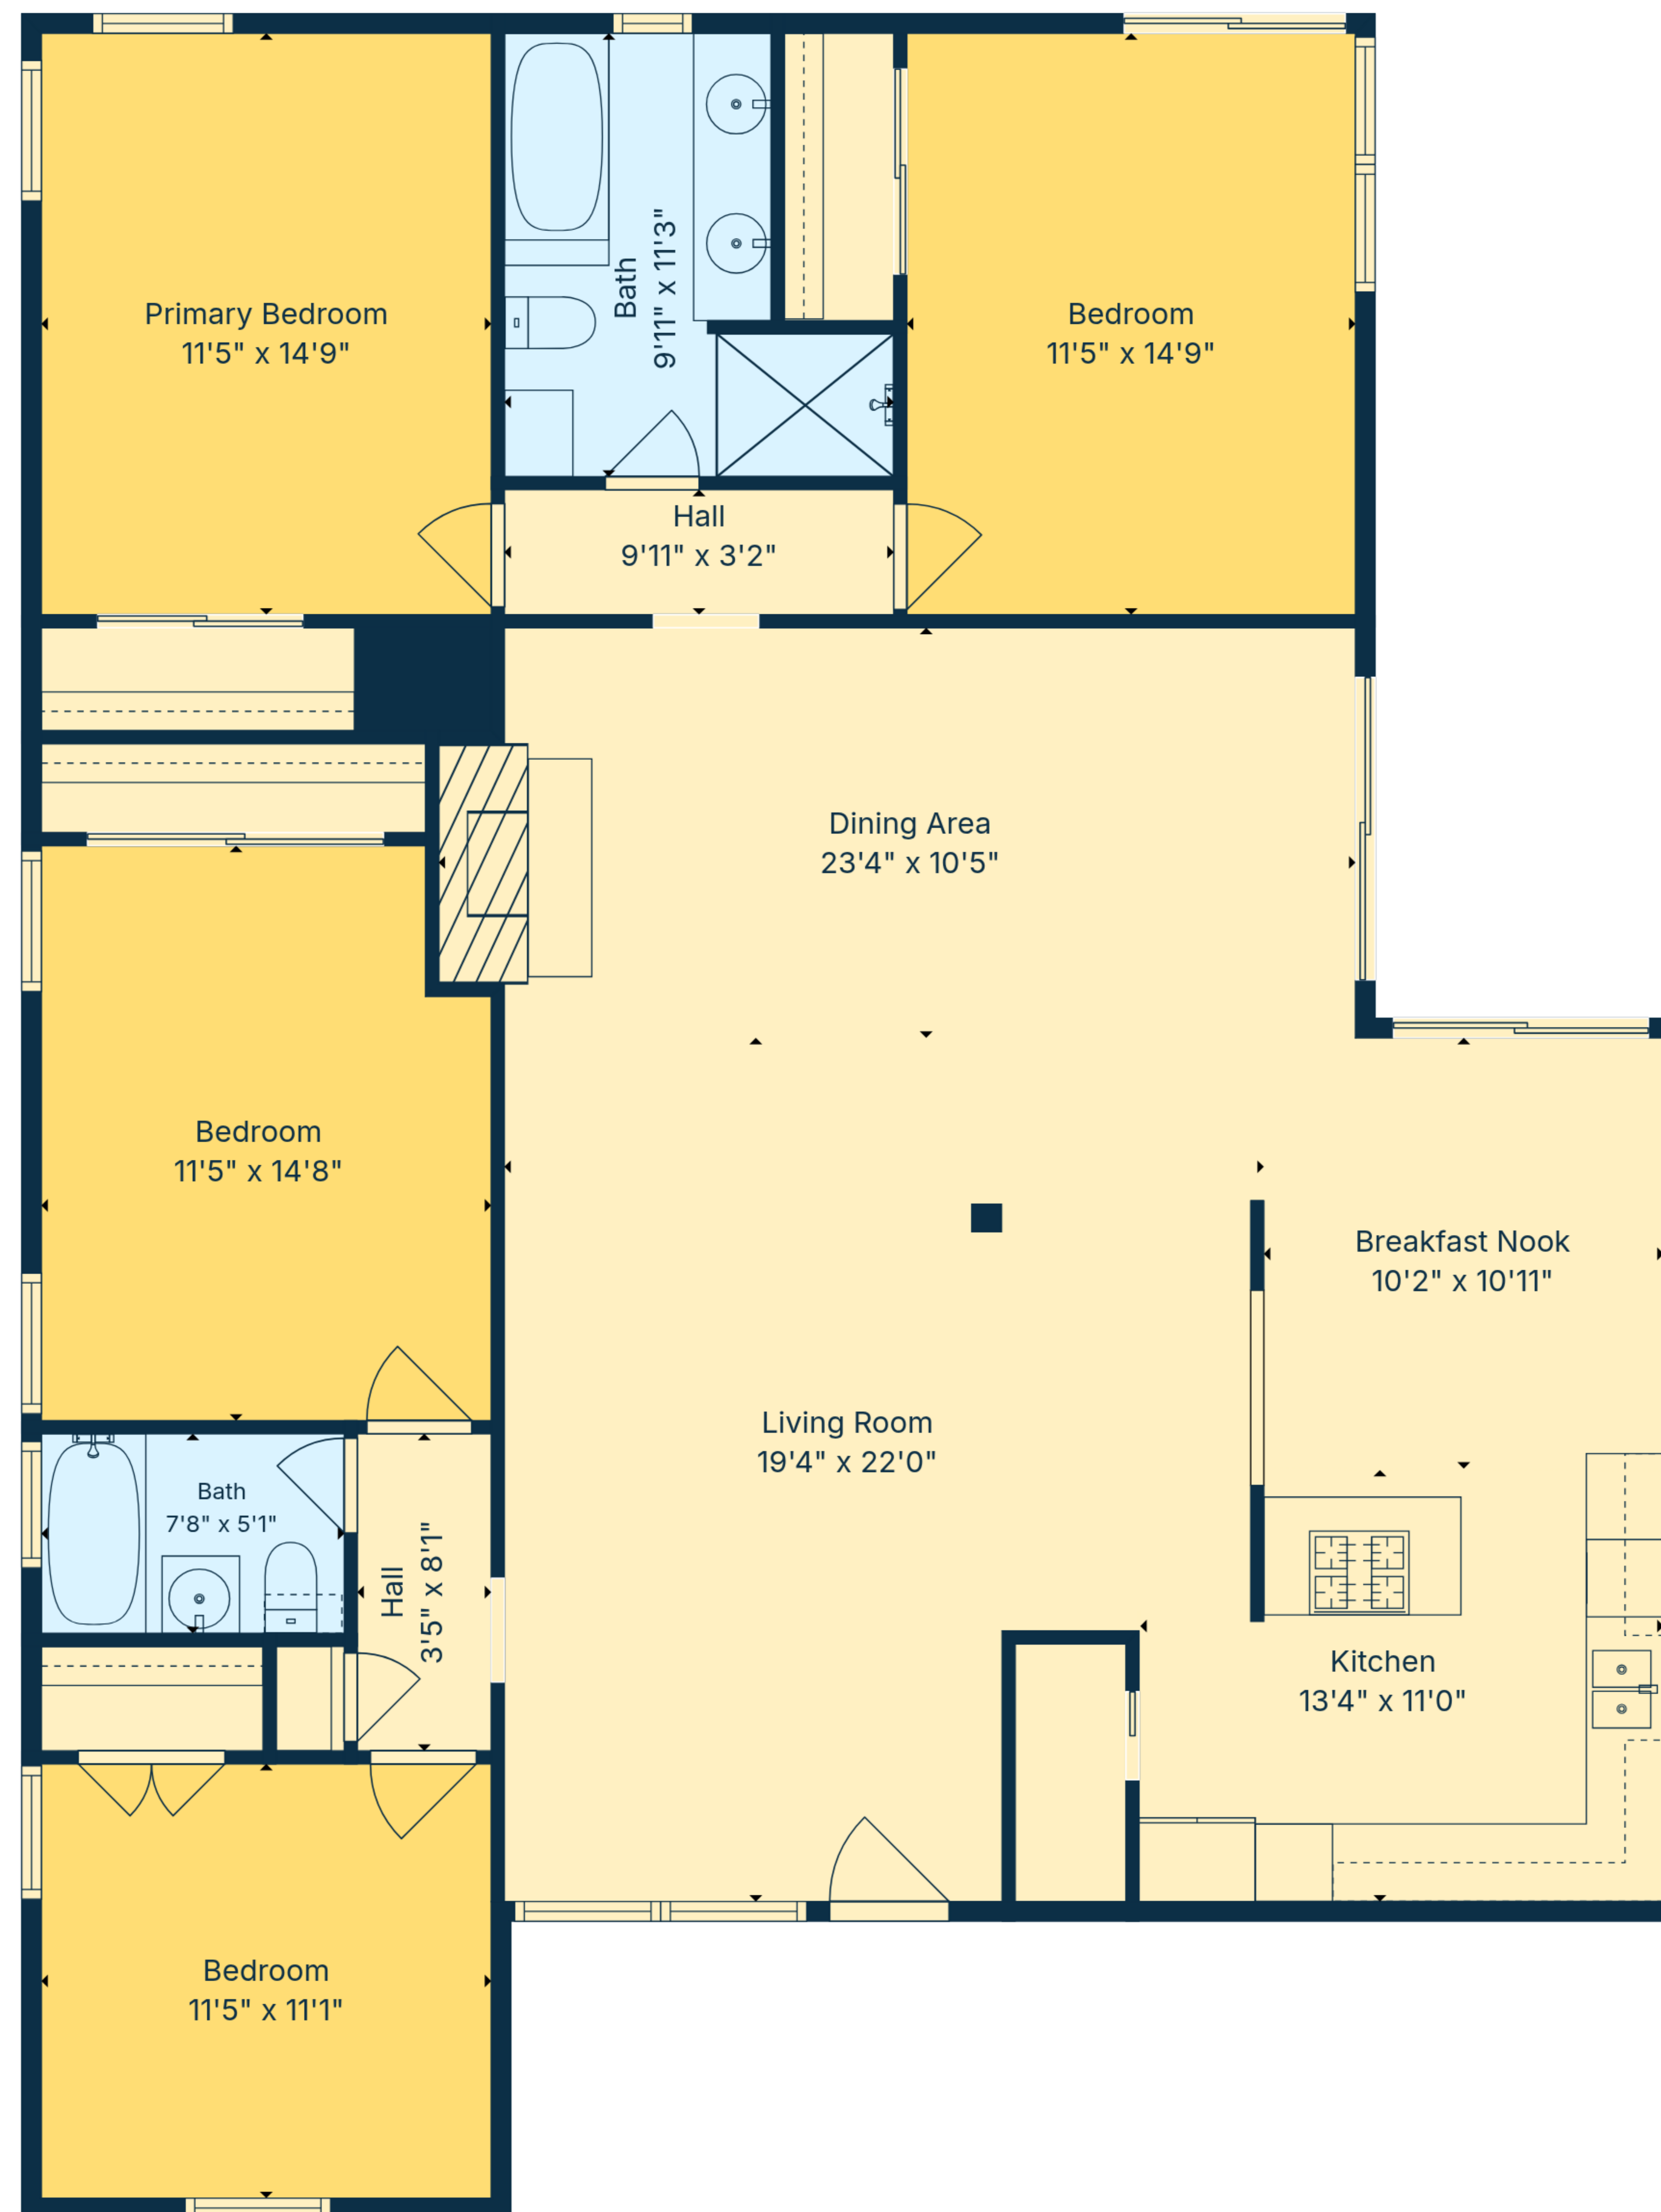 Primary Bedroom
11'5" x 14'9"
Bath
9'11" x 11'3"
Bedroom
11'5" x 14'9"
Hall
9'11" x 3'2"
Dining Area
23'4" x 10'5"
Bedroom
11'5" x 14'8"
Breakfast Nook
10'2" x 10'11"
Living Room
19'4" x 22'0"
Bath
7'8" x 5'1"
Hall
3'5" x 8'1"
Kitchen
13'4" x 11'0"
Bedroom
11'5" x 11'1"